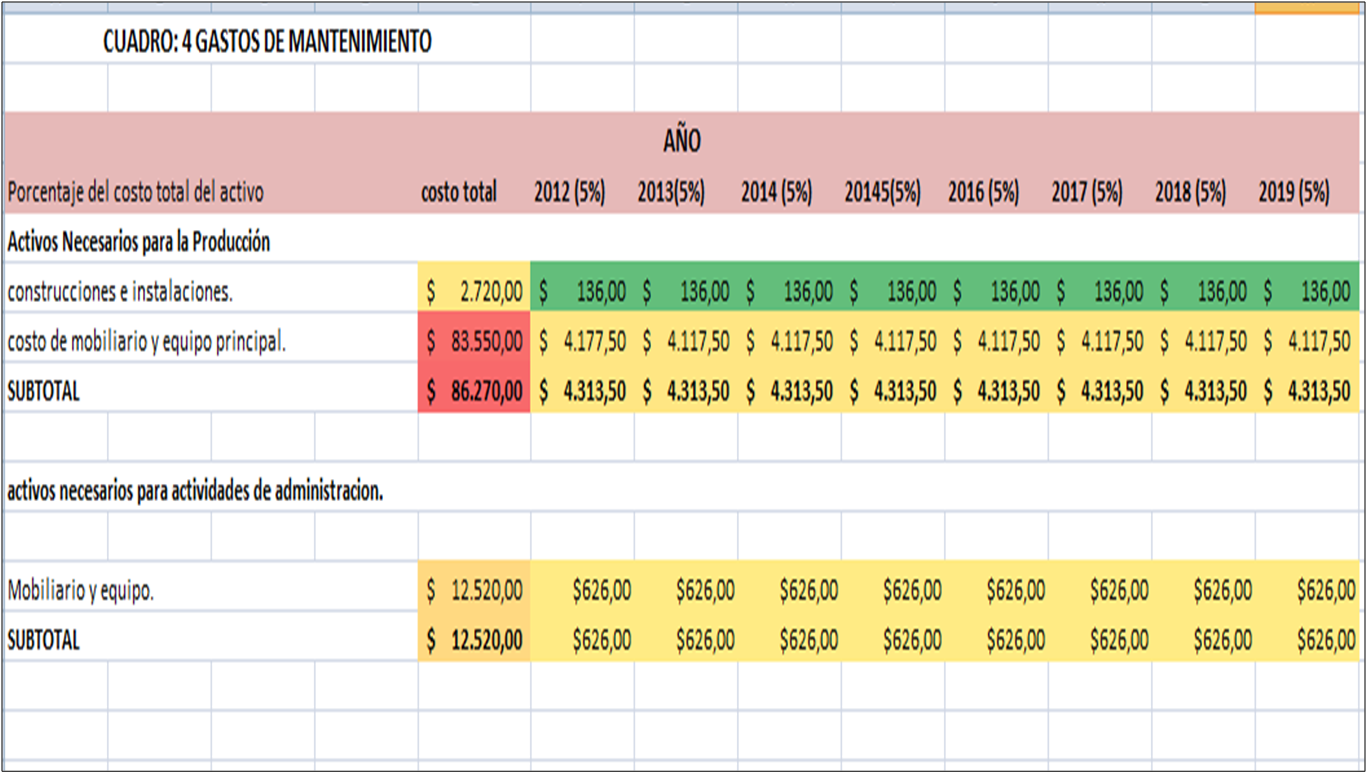 CUADRO: 4 GASTOS DE MANTENIMIENTO
AÑO
Porcentaje del costo total del activo costo total 2012 (5%) 2013(5%) 2014 (5%) 20145(5%) 2016 (5%) 2017 (5%) 2018 (5%) 2019 (5%)
Activos Necesarios para la Producción
construcciones e instalaciones. $ 2.720,00 $ 136,00 $ 136,00 $ 136,00 $ 136,00 $ 136,00 $ 136,00 $ 136,00 $ 136,00
costo de mobiliario y equipo principal. $ 83.550,00 $ 4.177,50 $ 4.117,50 $ 4.117,50 $ 4.117,50 $ 4.117,50 $ 4.117,50 $ 4.117,50 $ 4.117,50
SUBTOTAL $ 86.270,00 $ 4.313,50 $ 4.313,50 $ 4.313,50 $ 4.313,50 $ 4.313,50 $ 4.313,50 $ 4.313,50 $ 4.313,50
activos necesarios para actividades de administracion.
Mobiliario y equipo. $ 12.520,00 $626,00 $626,00 $626,00 $626,00 $626,00 $626,00 $626,00 $626,00
SUBTOTAL $ 12.520,00 $626,00 $626,00 $626,00 $626,00 $626,00 $626,00 $626,00 $626,00